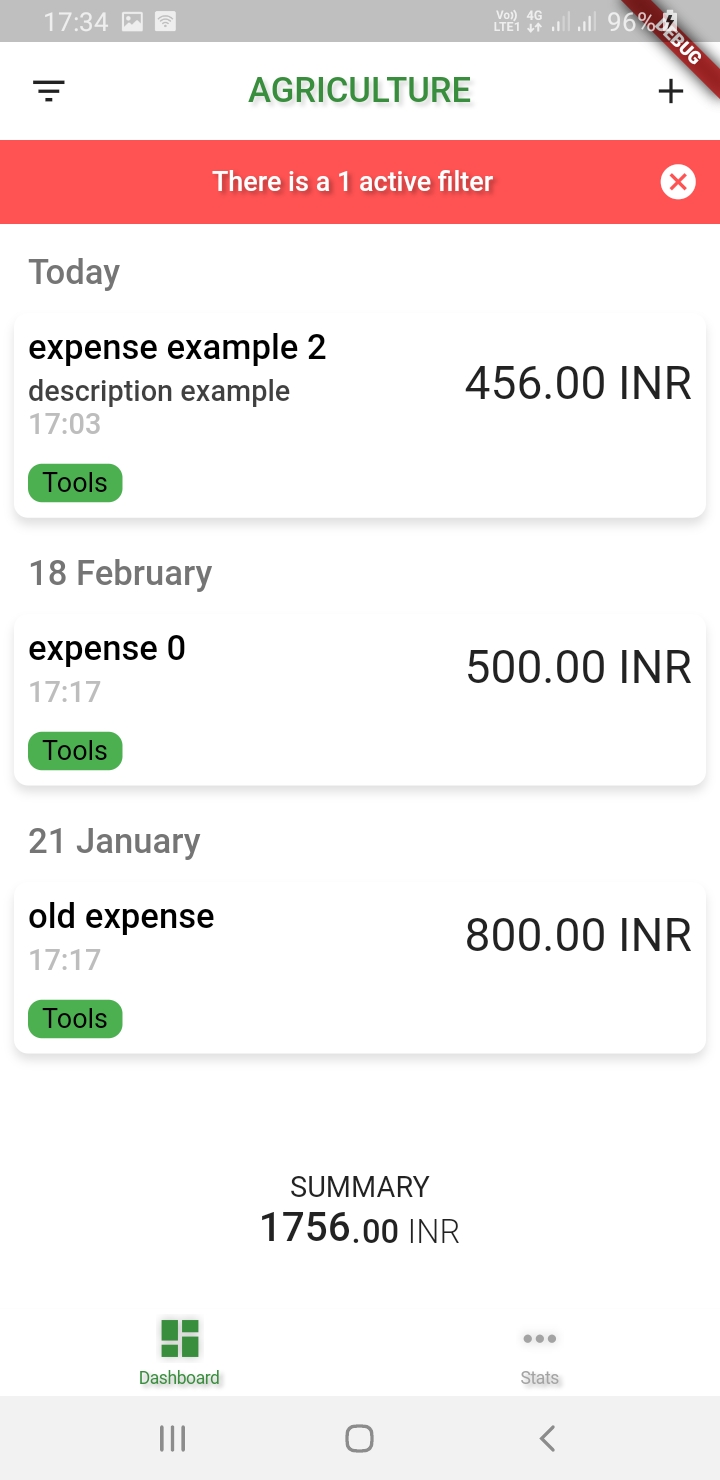 17:34 Vo)) LTE1 4G 96%
DEBUG
AGRICULTURE
There is a 1 active filter
Today
expense example 2
description example
17:03
456.00 INR
Tools
18 February
expense 0
17:17
500.00 INR
Tools
21 January
old expense
17:17
800.00 INR
Tools
SUMMARY
1756.00 INR
Dashboard
Stats